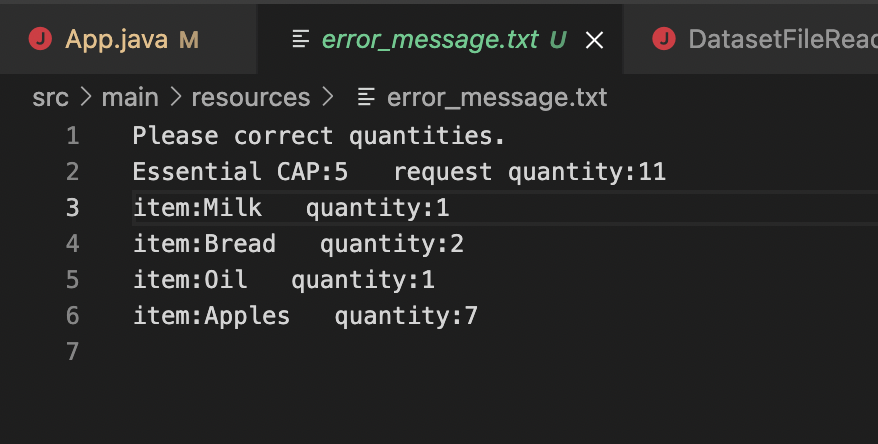 J App.java M
error_message.txt U ×
J DatasetFileRead
src > main > resources > error_message.txt
1 Please correct quantities.
2 Essential CAP:5   request quantity:11
3 item:Milk   quantity:1
4 item:Bread   quantity:2
5 item:Oil   quantity:1
6 item:Apples   quantity:7
7